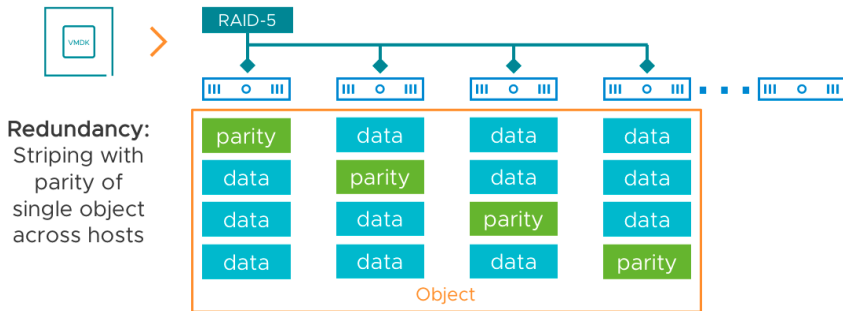 RAID-5
VMDK
Redundancy:
Striping with
parity of
single object
across hosts
parity data data data
data parity data data
data data parity data
data data data parity
Object